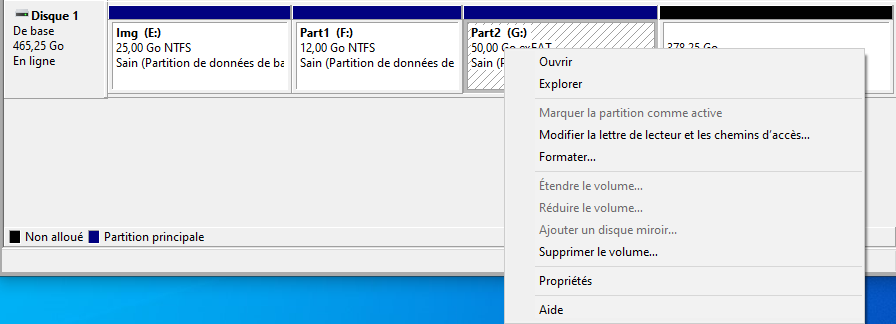 Disque 1
De base
465,25 Go
En ligne
Img (E:)
25,00 Go NTFS
Sain (Partition de données de ba
Part1 (F:)
12,00 Go NTFS
Sain (Partition de données de
Part2 (G:)
50,00 Go exFAT
Sain (P
378,25 Go
Ouvrir
Explorer
Marquer la partition comme active
Modifier la lettre de lecteur et les chemins d'accès...
Formater...
Étendre le volume...
Réduire le volume...
Ajouter un disque miroir...
Supprimer le volume...
Propriétés
Aide
Non alloué
Partition principale